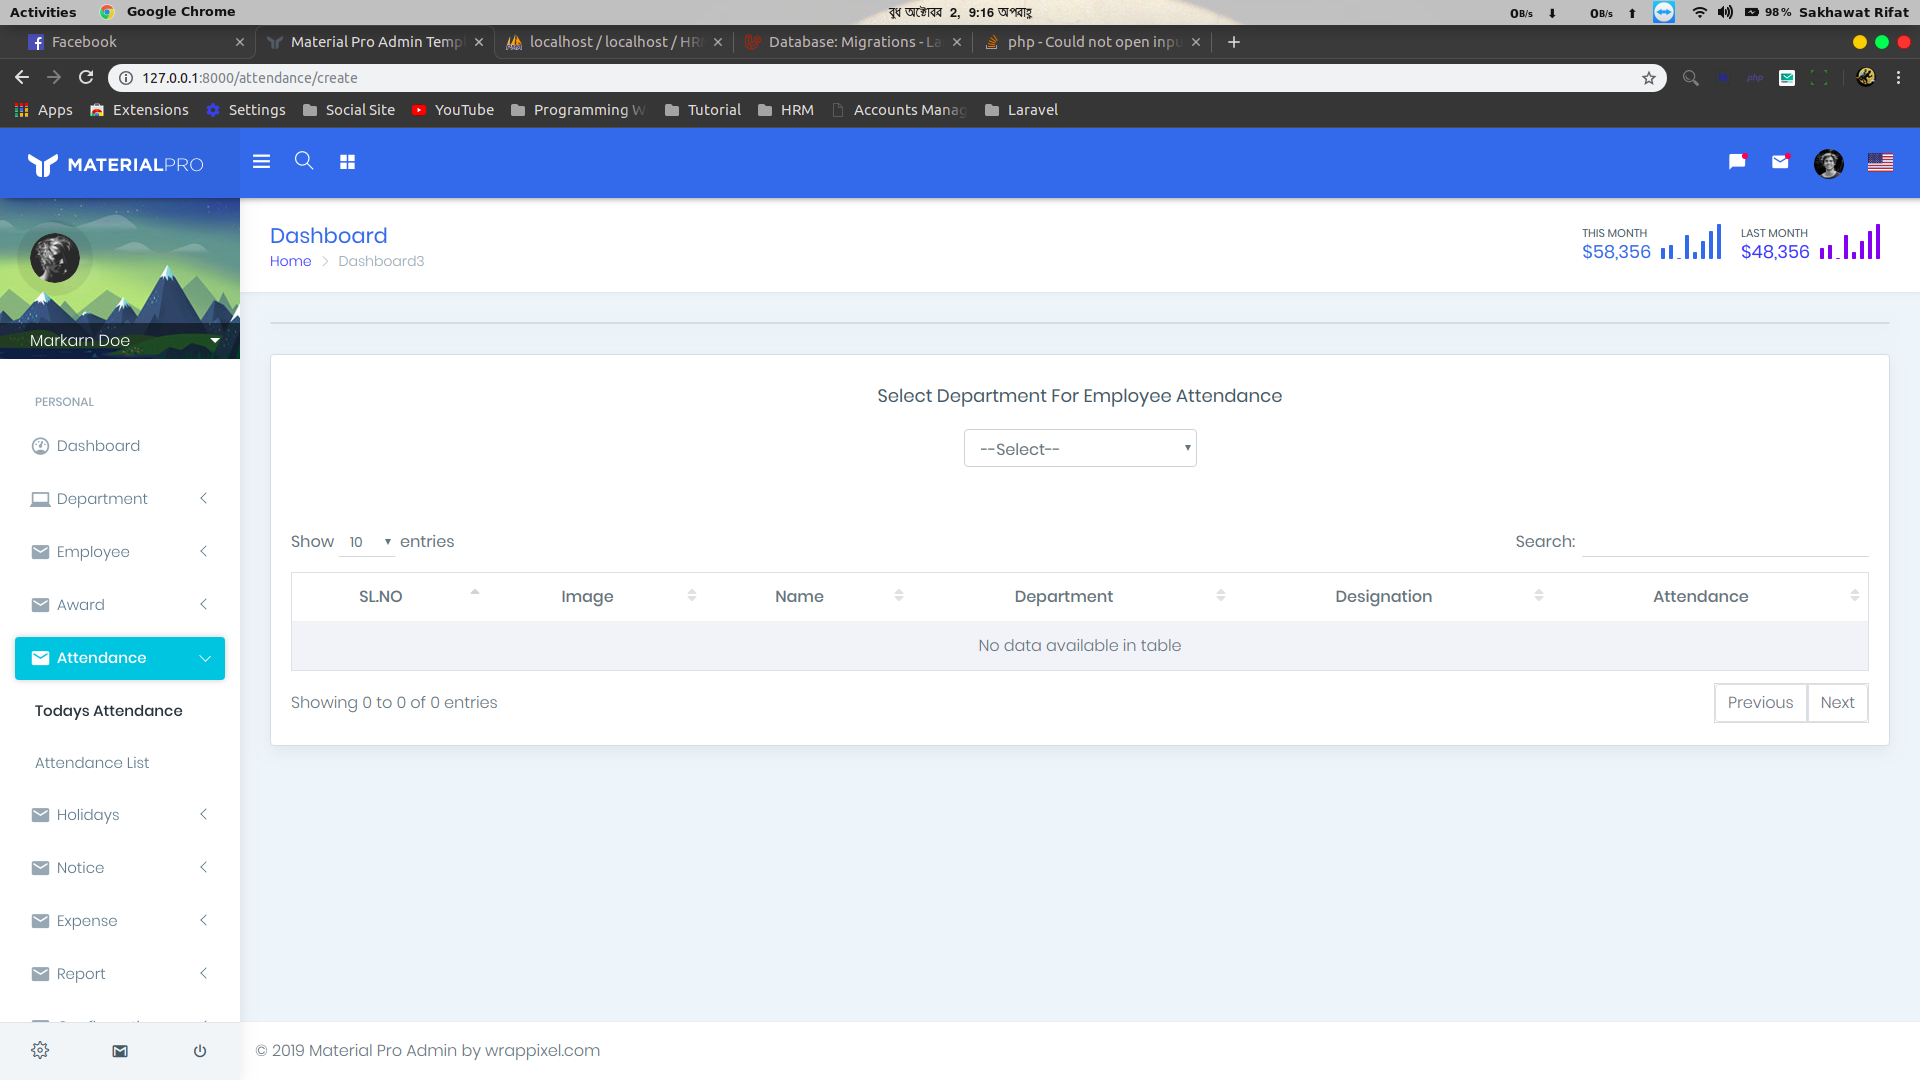 Activities Google Chrome বুধ অক্টোবর 2, 9:16 অপরাহ্ন 0B/s 0B/s 98% Sakhawat Rifat
Facebook Material Pro Admin Temp localhost / localhost / HR Database: Migrations - La php - Could not open inpu
127.0.0.1:8000/attendance/create php
Apps Extensions Settings Social Site YouTube Programming W Tutorial HRM Accounts Manag Laravel
MATERIALPRO
Dashboard
Home Dashboard3
THIS MONTH
$58,356
LAST MONTH
$48,356
Markarn Doe
PERSONAL
Dashboard
Department
Employee
Award
Attendance
Todays Attendance
Attendance List
Holidays
Notice
Expense
Report
Select Department For Employee Attendance
--Select--
Show 10 entries Search:
SL.NO Image Name Department Designation Attendance
No data available in table
Showing 0 to 0 of 0 entries Previous Next
© 2019 Material Pro Admin by wrappixel.com